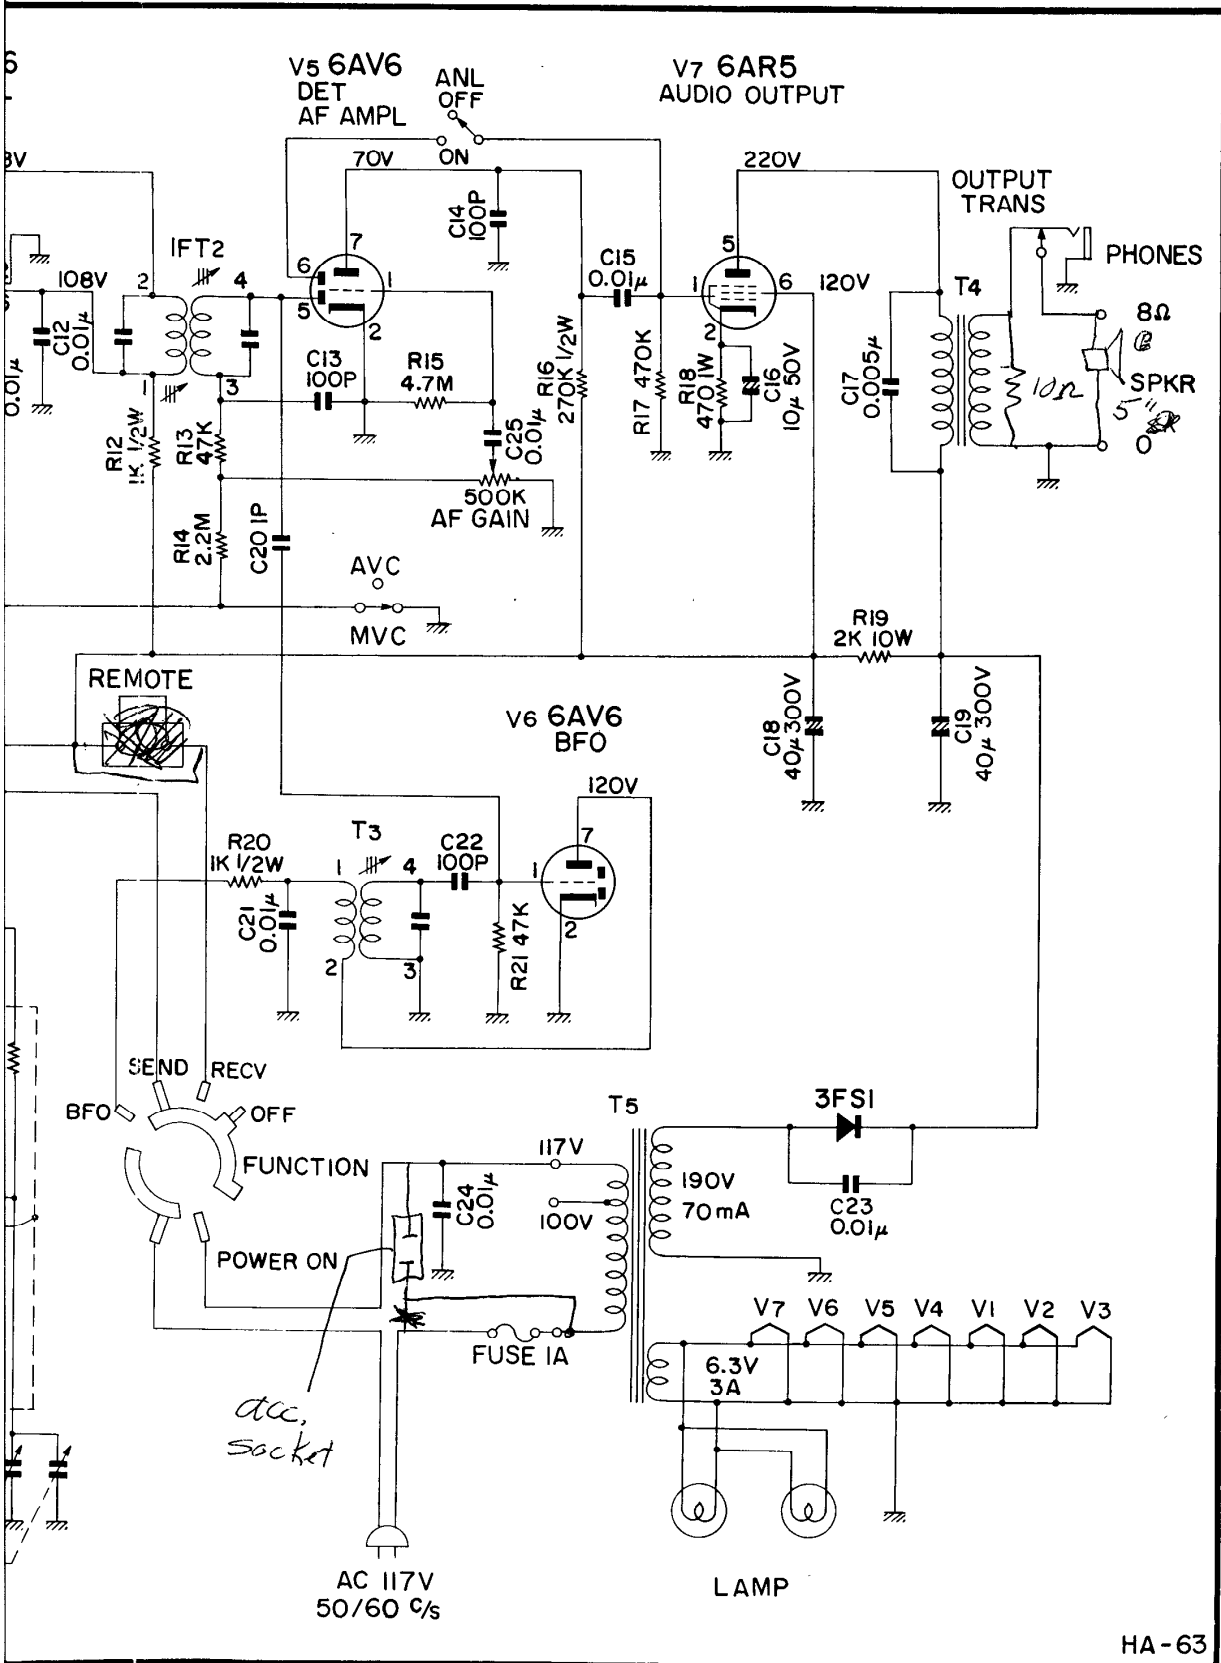 6
V5 6AV6
DET
AF AMPL
ANL
OFF
ON
V7 6AR5
AUDIO OUTPUT
70V
220V
OUTPUT
TRANS
PHONES
C14
100P
7
6
5
1
2
IFT2
108V
2
4
1
3
C12
0.01μ
0.01μ
C13
100P
R15
4.7M
C15
0.01μ
5
1
6
2
120V
T4
8Ω
SPKR
5"
0
10Ω
R16
270K 1/2W
R17 470K
R18
470 1W
C16
10μ 50V
C17
0.005μ
R12
1K 1/2W
R13
47K
C25
0.01μ
500K
AF GAIN
R14
2.2M
C20 1P
AVC
MVC
R19
2K 10W
REMOTE
V6 6AV6
BFO
C18
40μ 300V
C19
40μ 300V
120V
R20
1K 1/2W
T3
1
4
2
3
C22
100P
7
1
2
C21
0.01μ
R21 47K
SEND
RECV
BFO
OFF
FUNCTION
POWER ON
T5
3FS1
117V
100V
C24
0.01μ
190V
70mA
C23
0.01μ
FUSE 1A
V7 V6 V5 V4 V1 V2 V3
6.3V
3A
acc.
socket
AC 117V
50/60 c/s
LAMP
HA-63